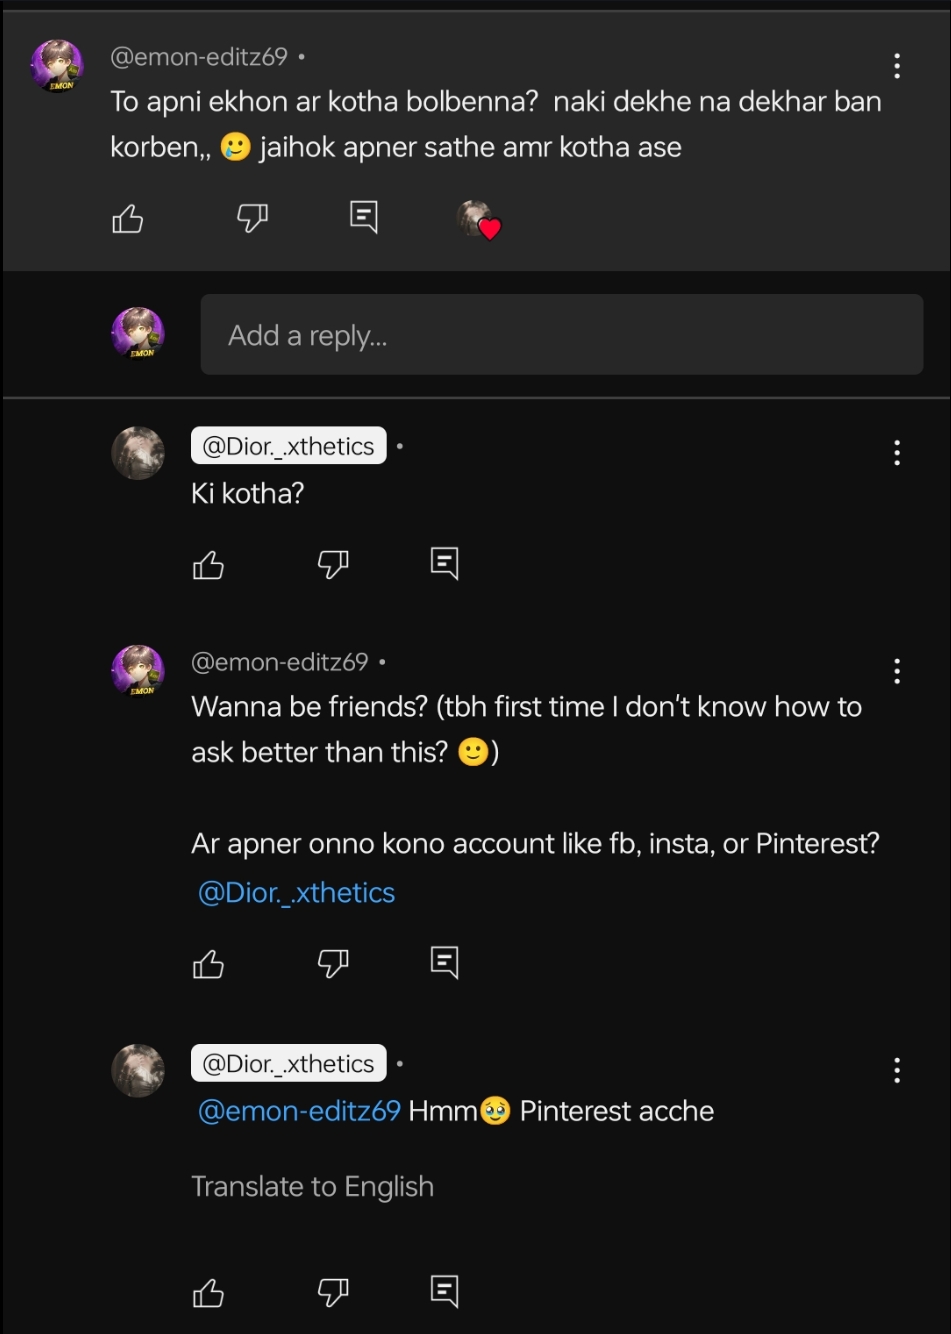 @emon-editz69 •
To apni ekhon ar kotha bolbenna?  naki dekhe na dekhar ban
korben,, 🥲 jaihok apner sathe amr kotha ase
EMON
Add a reply...
EMON
@Dior._.xthetics •
Ki kotha?
@emon-editz69 •
Wanna be friends? (tbh first time I don't know how to
ask better than this? 🙂)
EMON
Ar apner onno kono account like fb, insta, or Pinterest?
@Dior._.xthetics
@Dior._.xthetics •
@emon-editz69 Hmm🥹 Pinterest acche
Translate to English